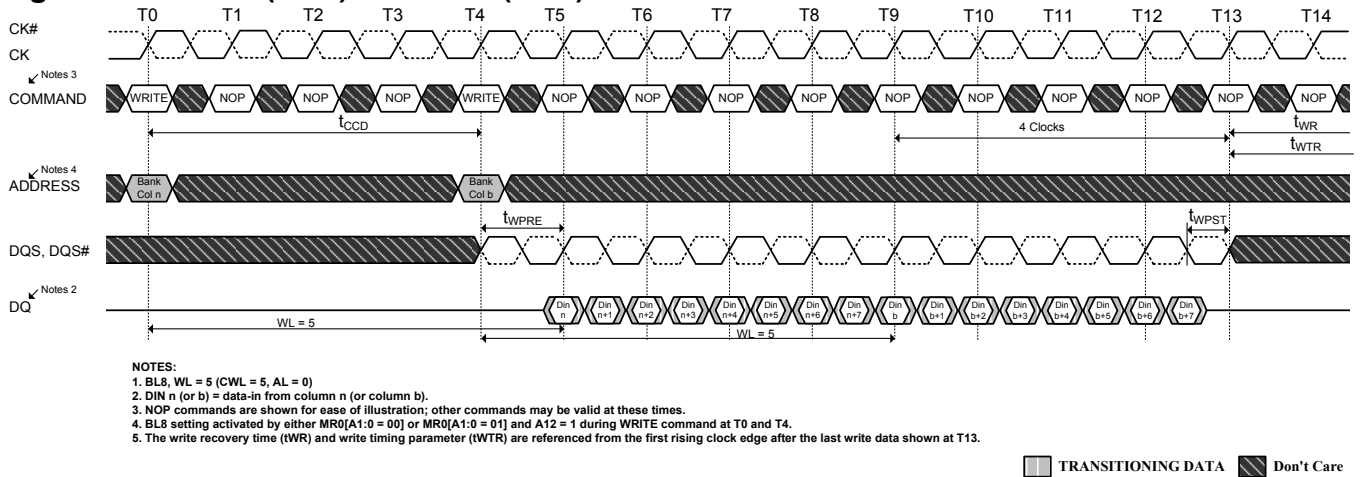 T0 T1 T2 T3 T4 T5 T6 T7 T8 T9 T10 T11 T12 T13 T14
CK#
CK
Notes 3
COMMAND WRITE NOP NOP NOP WRITE NOP NOP NOP NOP NOP NOP NOP NOP NOP NOP
tCCD 4 Clocks tWR
tWTR
Notes 4
ADDRESS Bank Col n Bank Col b
tWPRE tWPST
DQS, DQS#
Notes 2
DQ Din n Din n+1 Din n+2 Din n+3 Din n+4 Din n+5 Din n+6 Din n+7 Din b Din b+1 Din b+2 Din b+3 Din b+4 Din b+5 Din b+6 Din b+7
WL = 5 WL = 5
NOTES:
1. BL8, WL = 5 (CWL = 5, AL = 0)
2. DIN n (or b) = data-in from column n (or column b).
3. NOP commands are shown for ease of illustration; other commands may be valid at these times.
4. BL8 setting activated by either MR0[A1:0 = 00] or MR0[A1:0 = 01] and A12 = 1 during WRITE command at T0 and T4.
5. The write recovery time (tWR) and write timing parameter (tWTR) are referenced from the first rising clock edge after the last write data shown at T13.
TRANSITIONING DATA Don't Care